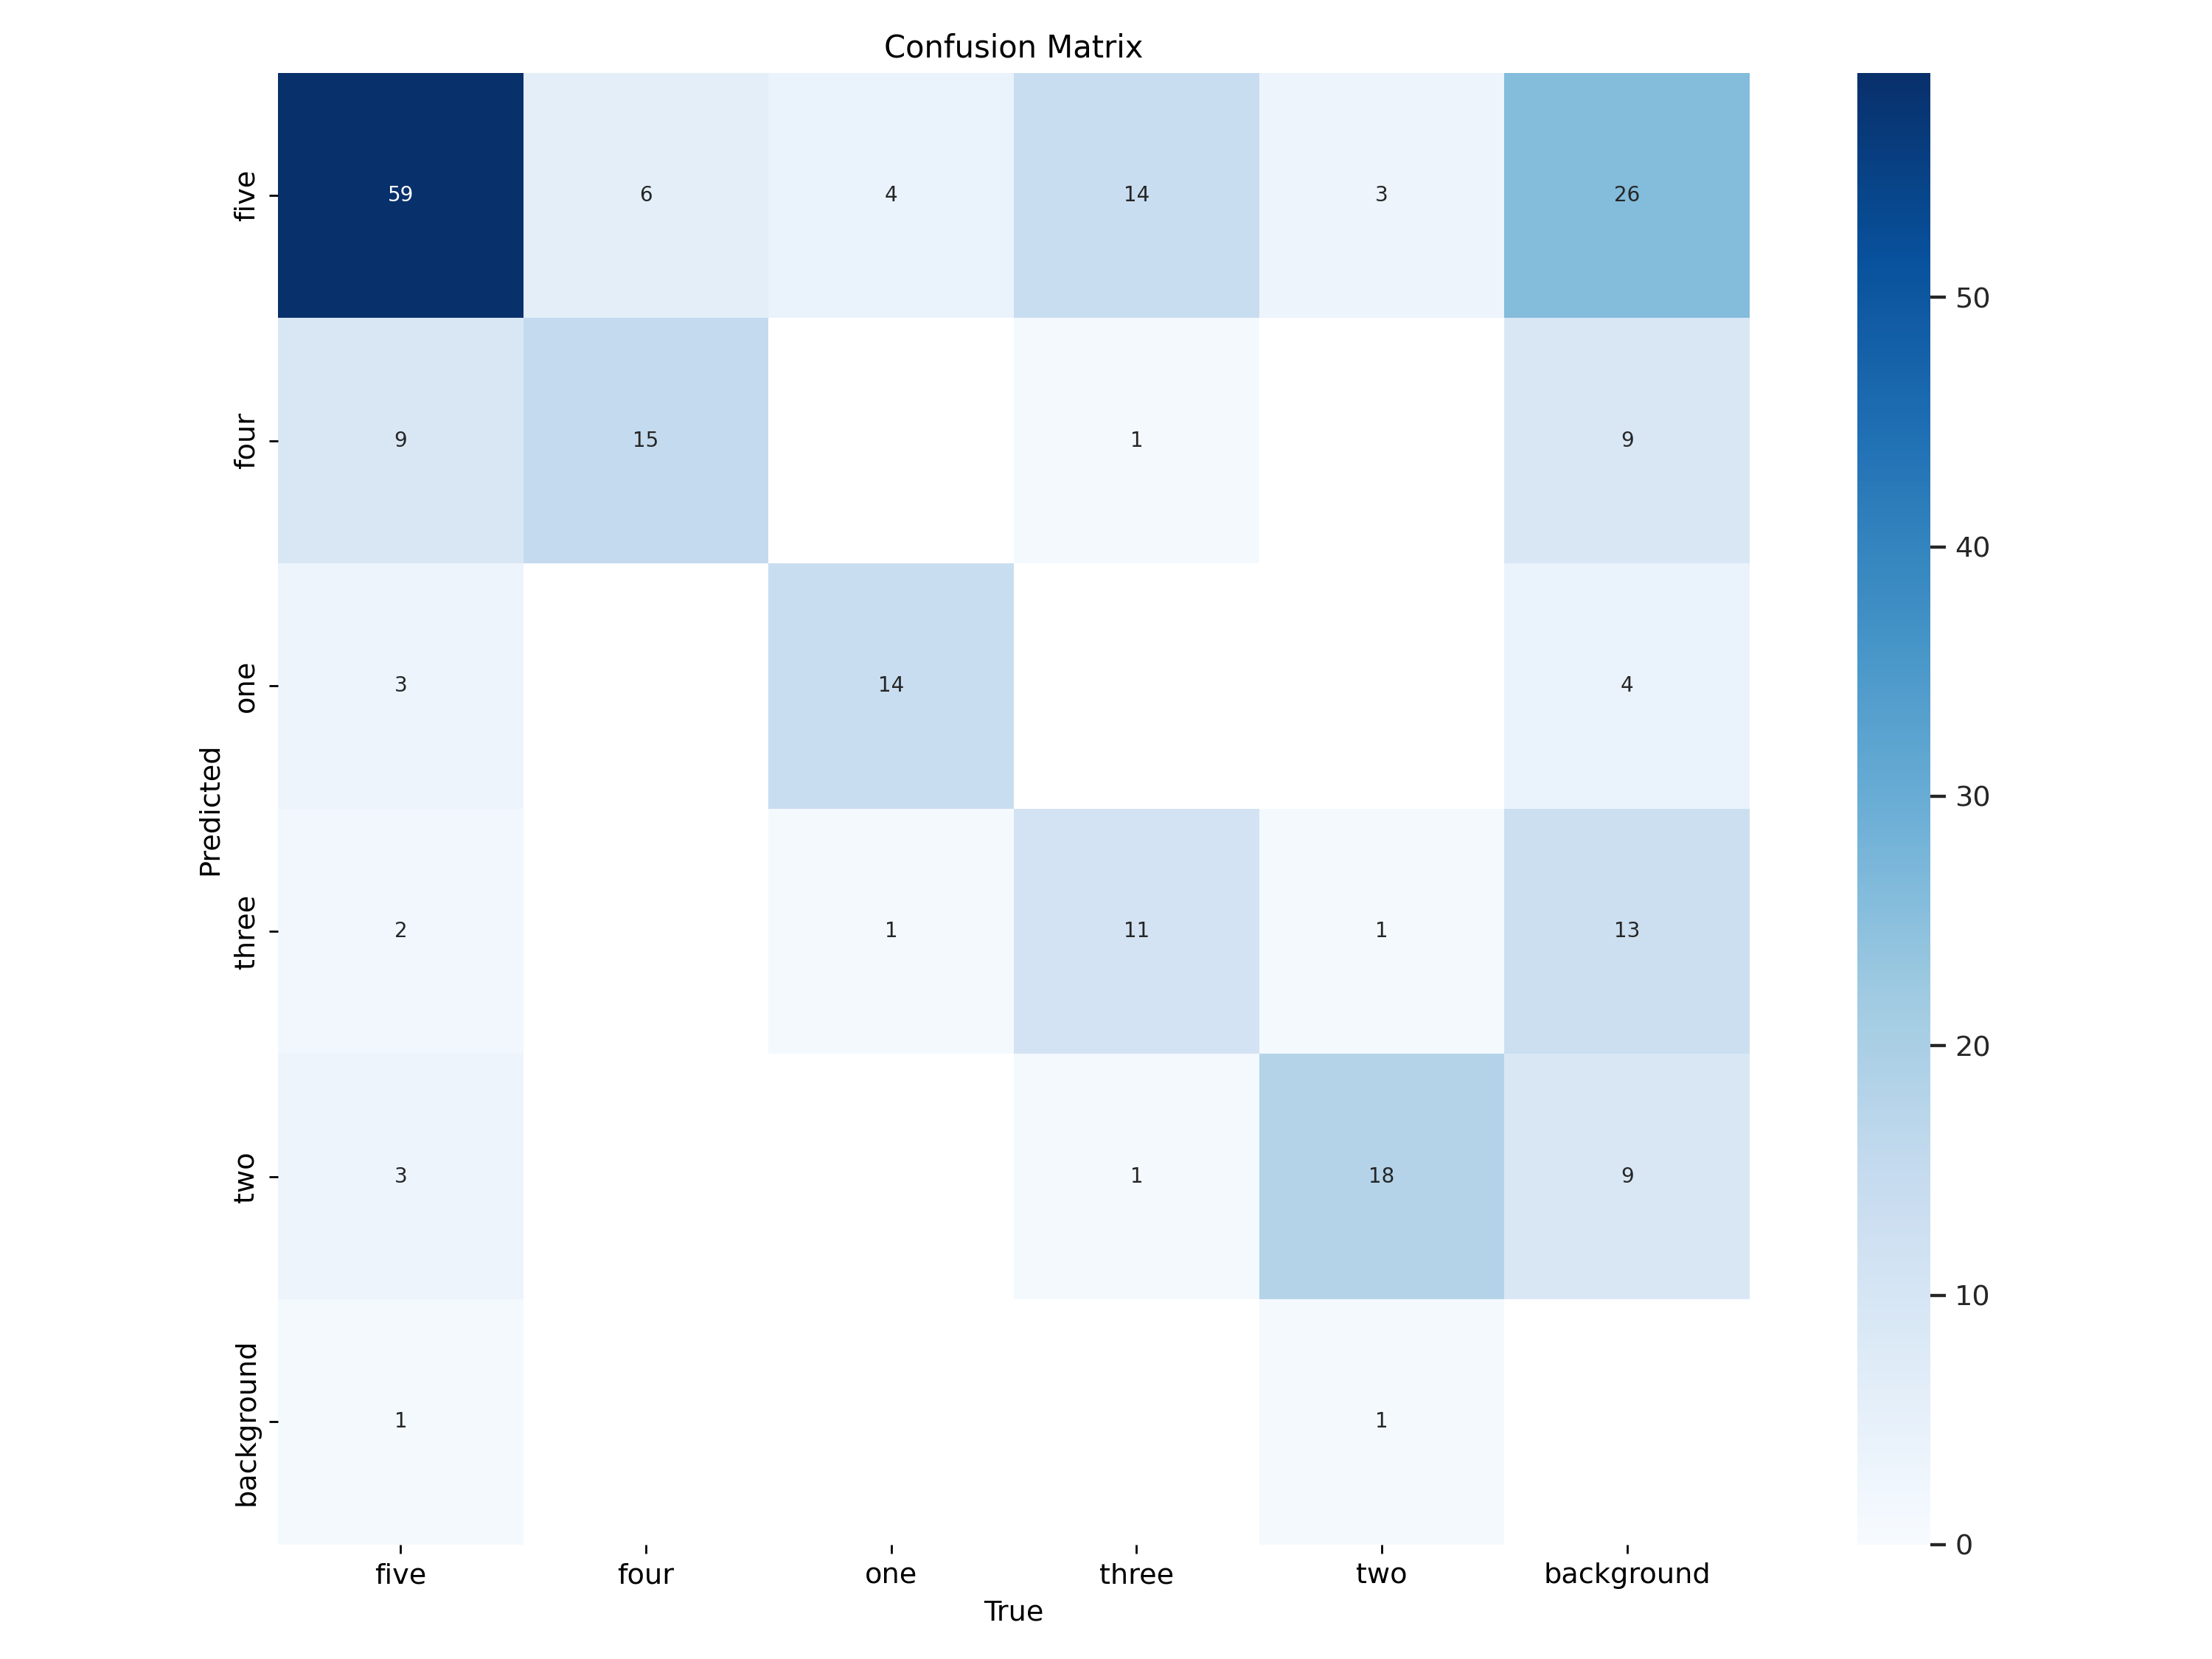 Confusion Matrix
five 59 6 4 14 3 26
four 9 15 1 9
one 3 14 4
three 2 1 11 1 13
two 3 1 18 9
background 1 1
five four one three two background
True
Predicted
50
40
30
20
10
0